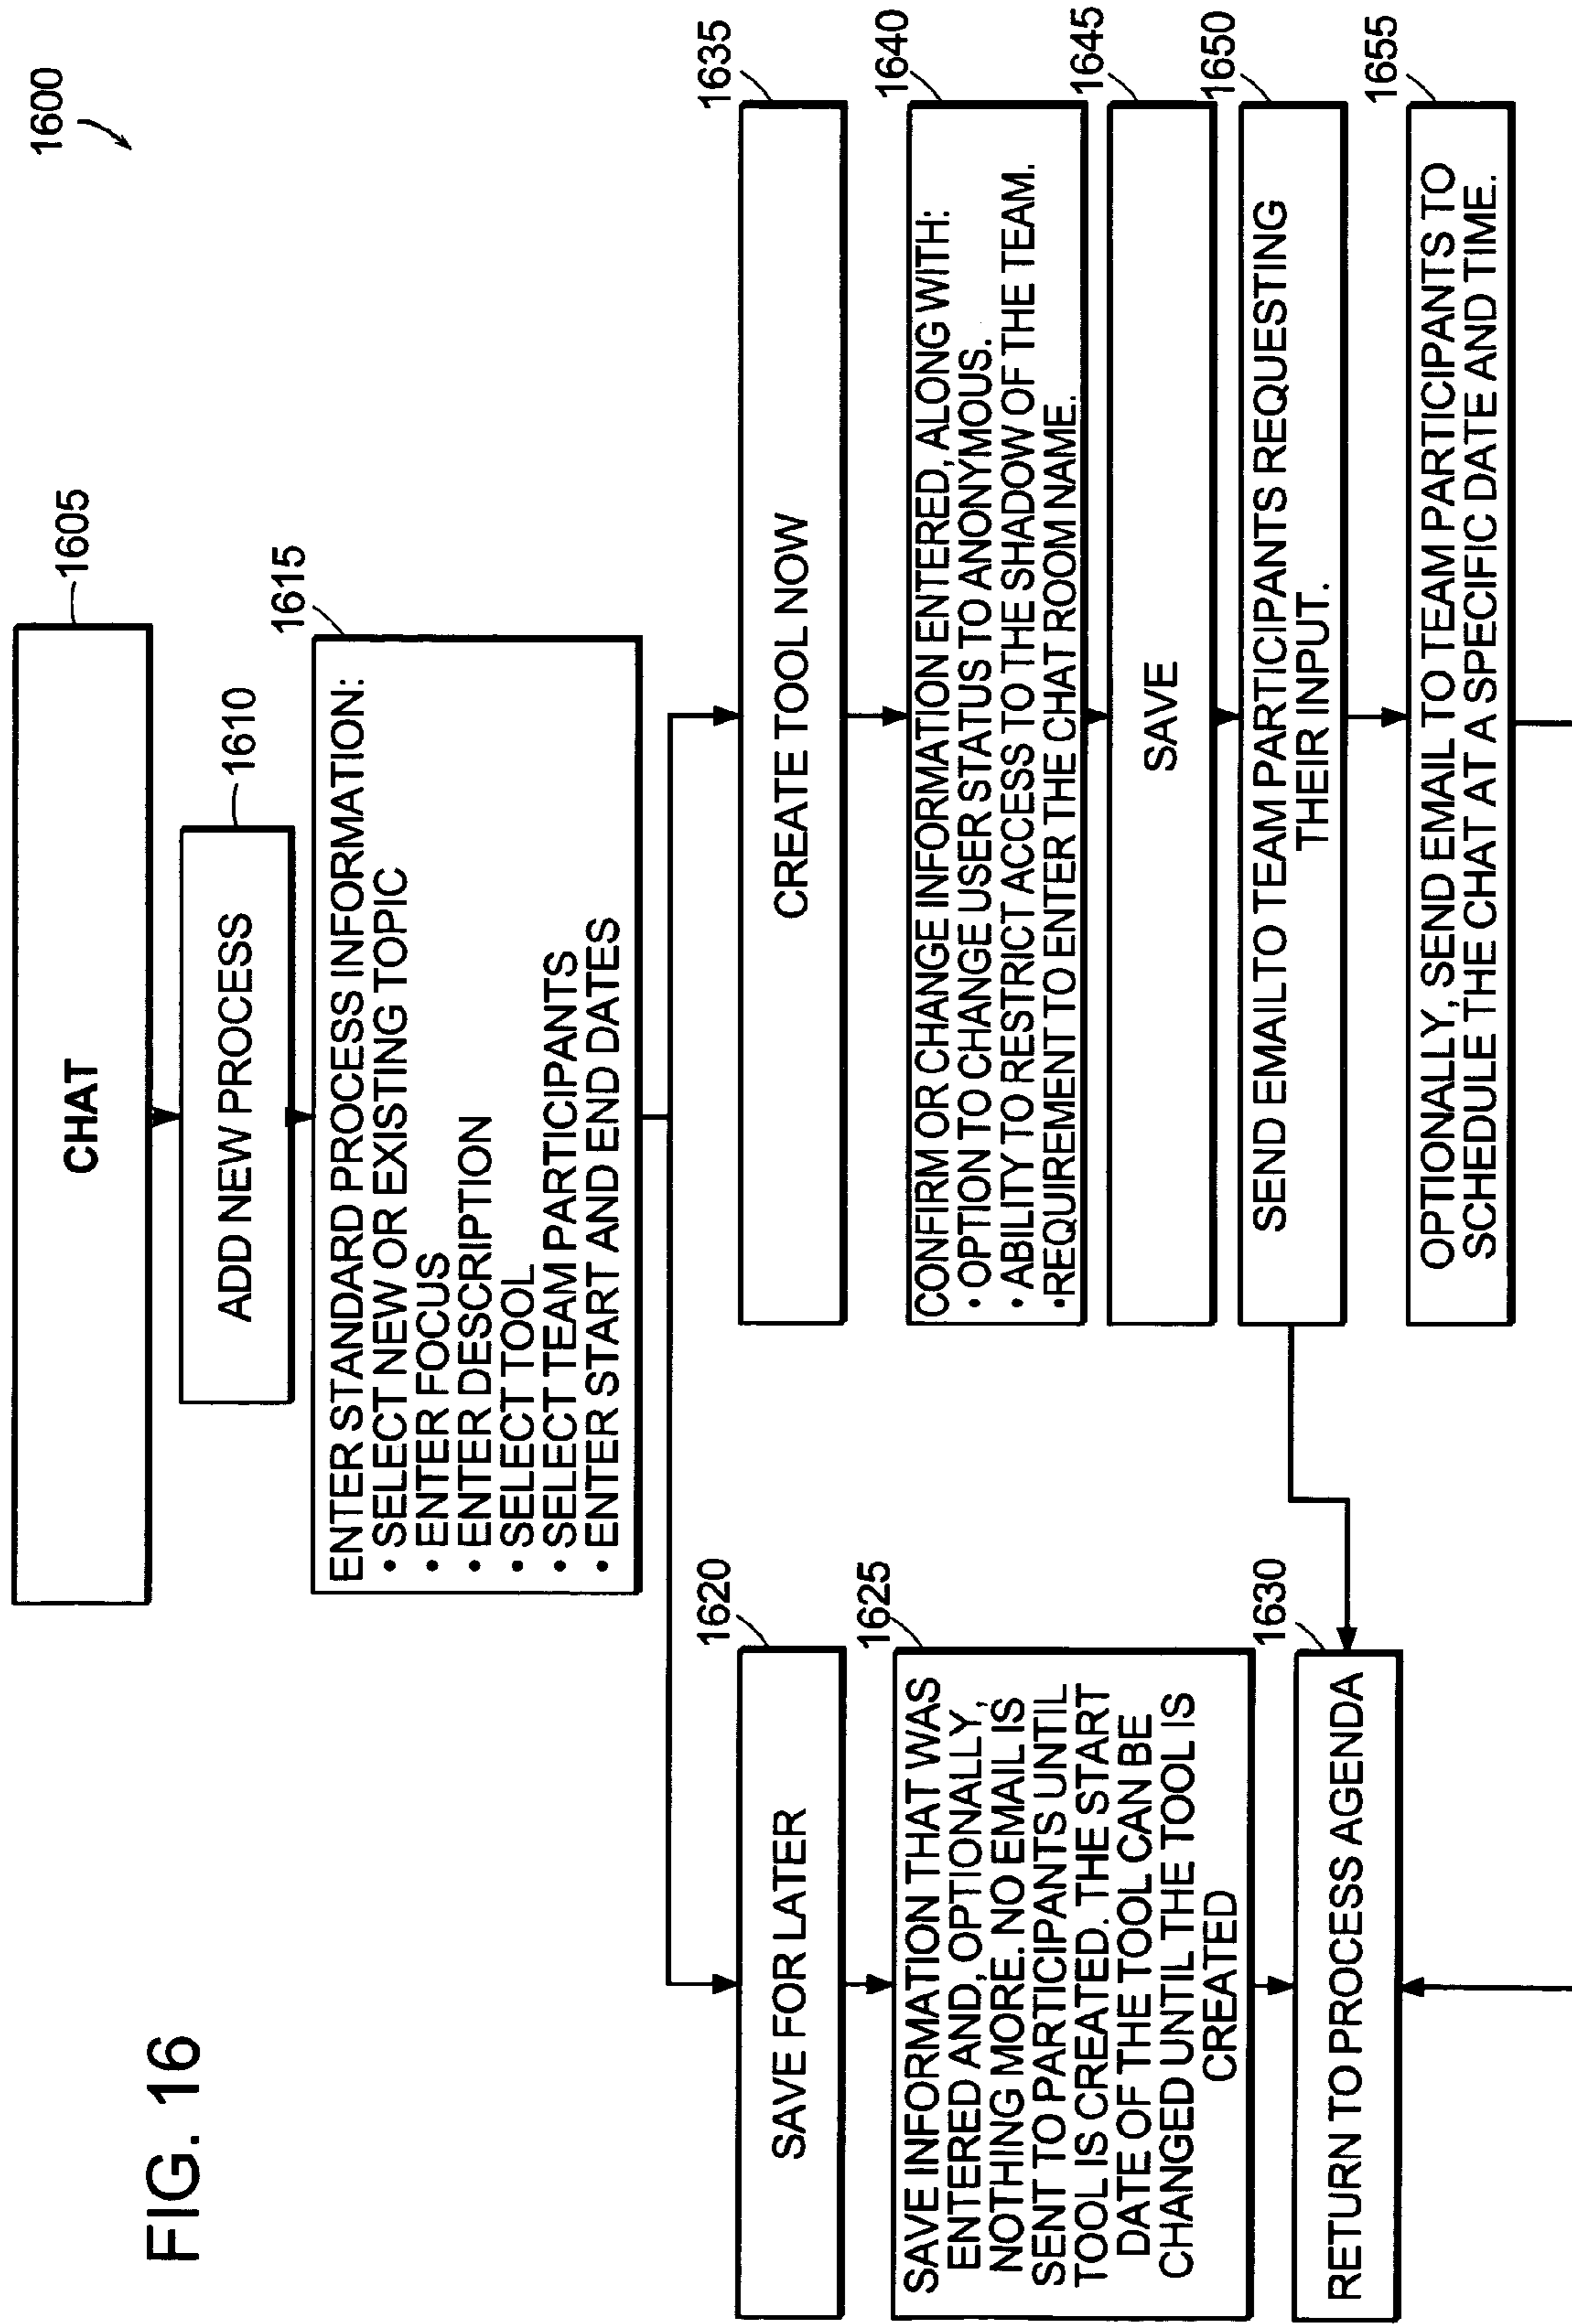 FIG. 16
1600
CHAT
1605
ADD NEW PROCESS
1610
1615
ENTER STANDARD PROCESS INFORMATION:
• SELECT NEW OR EXISTING TOPIC
• ENTER FOCUS
• ENTER DESCRIPTION
• SELECT TOOL
• SELECT TEAM PARTICIPANTS
• ENTER START AND END DATES
1620
SAVE FOR LATER
1625
SAVE INFORMATION THAT WAS
ENTERED AND, OPTIONALLY,
NOTHING MORE. NO EMAIL IS
SENT TO PARTICIPANTS UNTIL
TOOL IS CREATED. THE START
DATE OF THE TOOL CAN BE
CHANGED UNTIL THE TOOL IS
CREATED
1630
RETURN TO PROCESS AGENDA
1635
CREATE TOOL NOW
1640
CONFIRM OR CHANGE INFORMATION ENTERED, ALONG WITH:
• OPTION TO CHANGE USER STATUS TO ANONYMOUS.
• ABILITY TO RESTRICT ACCESS TO THE SHADOW OF THE TEAM.
•REQUIREMENT TO ENTER THE CHAT ROOM NAME.
1645
SAVE
1650
SEND EMAIL TO TEAM PARTICIPANTS REQUESTING
THEIR INPUT.
1655
OPTIONALLY, SEND EMAIL TO TEAM PARTICIPANTS TO
SCHEDULE THE CHAT AT A SPECIFIC DATE AND TIME.